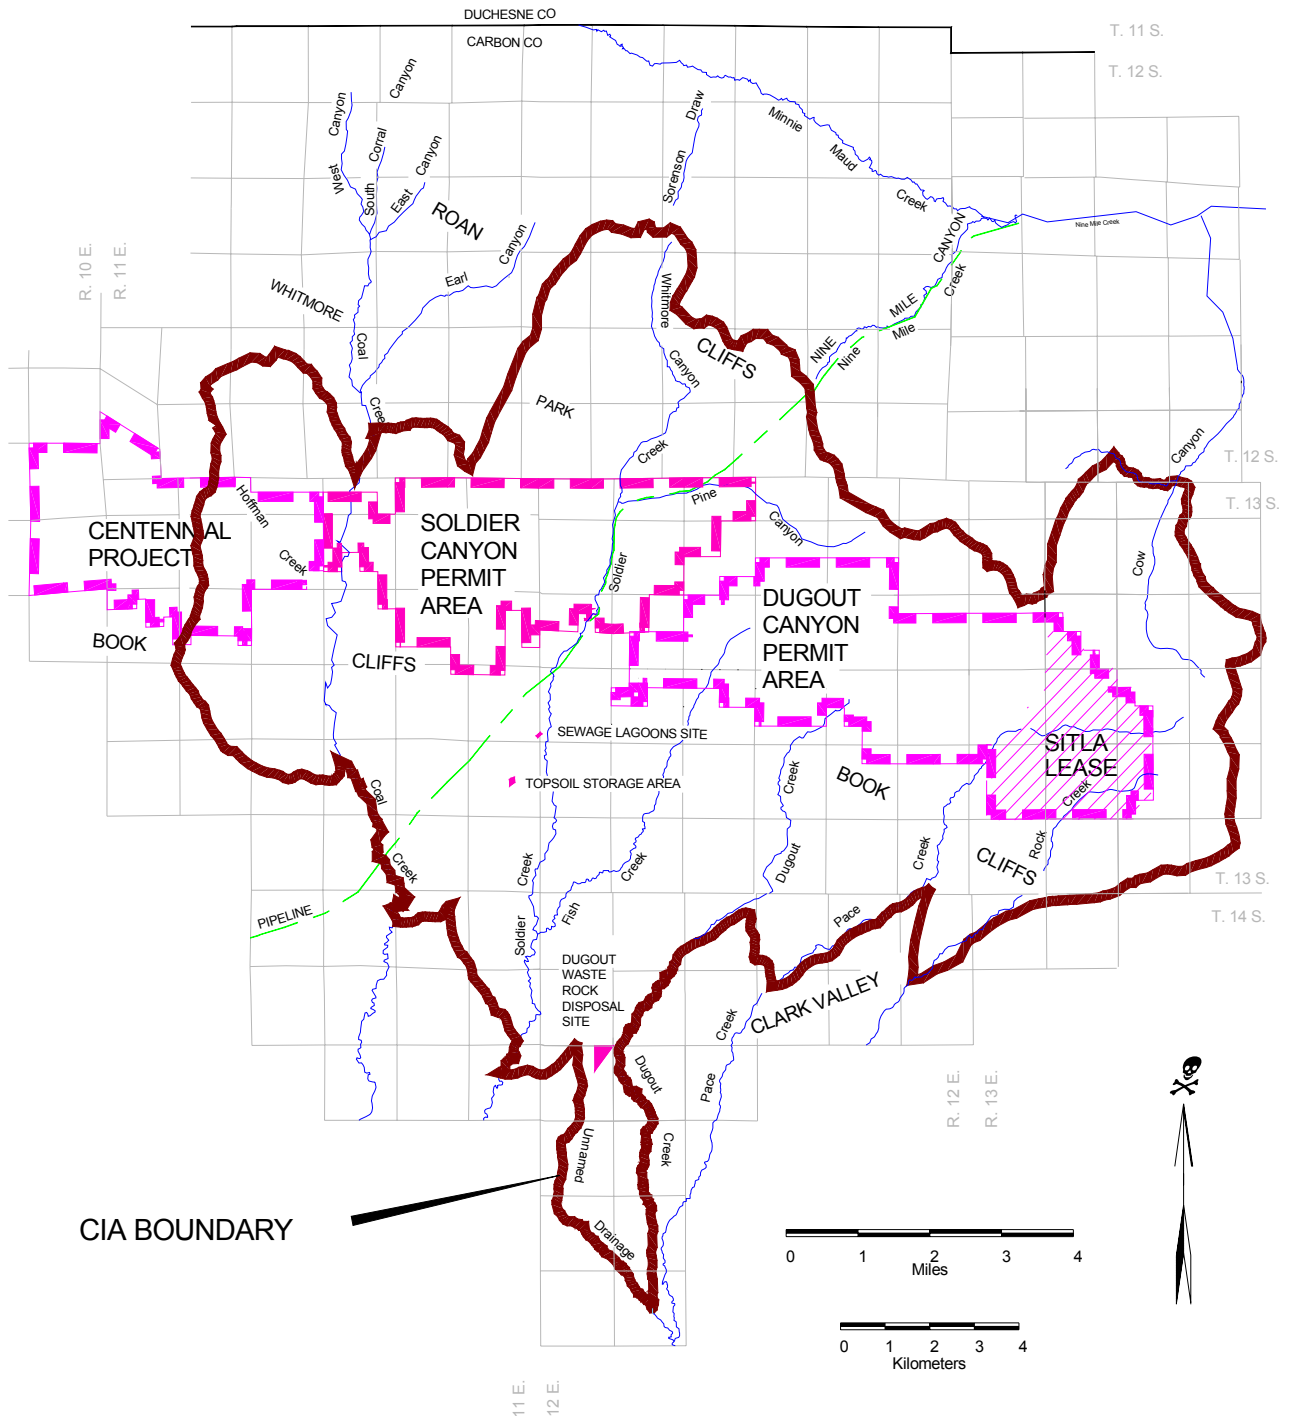 DUCHESNE CO
CARBON CO
T. 11 S.
T. 12 S.
Canyon
West
Canyon
South Corral
East Canyon
ROAN
Sorenson Draw
Minnie Maud Creek
Nine Mile Creek
NINE MILE CANYON
Nine Mile Creek
R. 10 E.
R. 11 E.
WHITMORE
Earl Canyon
Coal Creek
Whitmore Canyon
CLIFFS
PARK
Creek
Canyon
T. 12 S.
T. 13 S.
Hoffman Creek
CENTENNIAL
PROJECT
SOLDIER
CANYON
PERMIT
AREA
Pine Canyon
Soldier
Cow
DUGOUT
CANYON
PERMIT
AREA
BOOK
CLIFFS
SEWAGE LAGOONS SITE
TOPSOIL STORAGE AREA
SITLA
LEASE
BOOK
CLIFFS
Coal Creek
Creek
Dugout
Creek
Rock Creek
Soldier Creek
Fish Creek
PIPELINE
T. 13 S.
T. 14 S.
Pace
CLARK VALLEY
DUGOUT
WASTE
ROCK
DISPOSAL
SITE
Pace Creek
Dugout Creek
Unnamed Drainage
R. 12 E.
R. 13 E.
CIA BOUNDARY
0 1 2 3 4
Miles
0 1 2 3 4
Kilometers
11 E.
12 E.